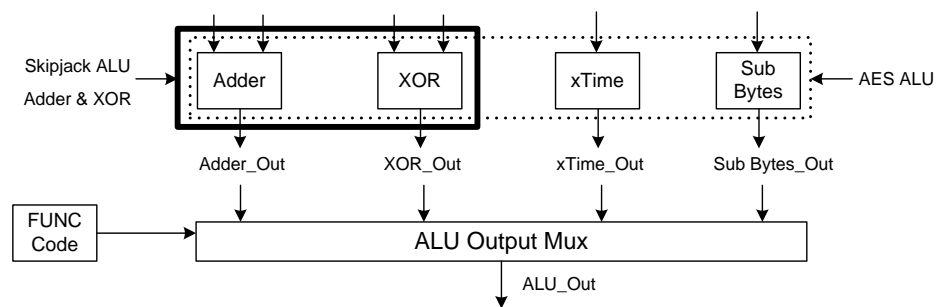 Skipjack ALU
Adder & XOR
Adder
XOR
xTime
Sub
Bytes
AES ALU
Adder_Out
XOR_Out
xTime_Out
Sub Bytes_Out
FUNC
Code
ALU Output Mux
ALU_Out